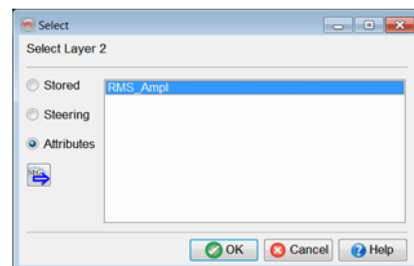 Select
Select Layer 2
Stored
RMS_Ampl
Steering
Attributes
OK
Cancel
Help